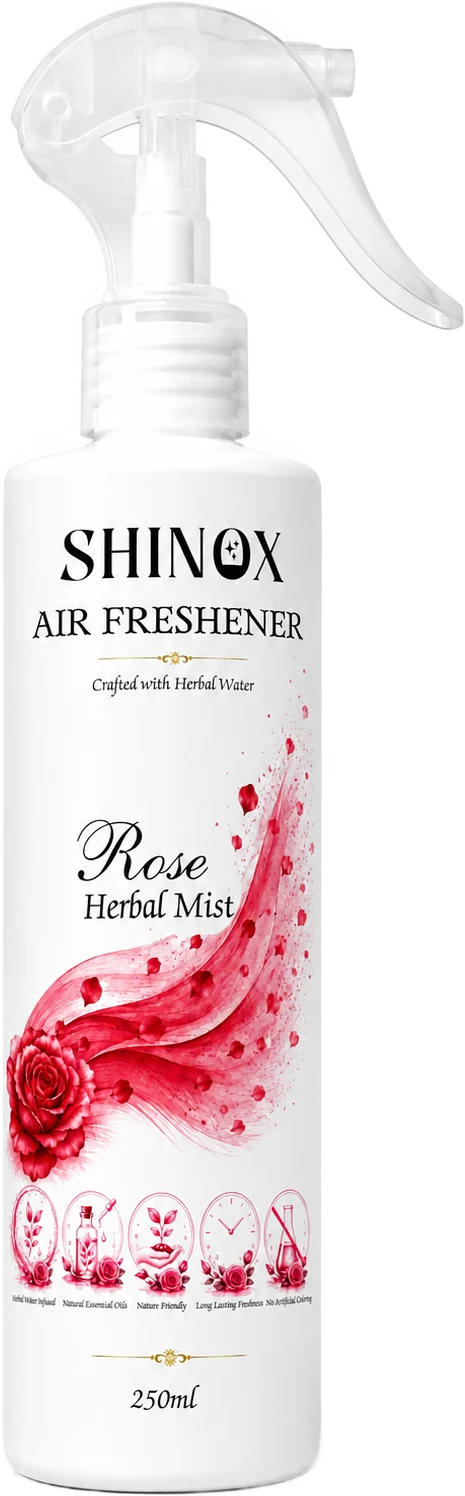 SHINOX
AIR FRESHENER
Crafted with Herbal Water
Rose
Herbal Mist
Herbal Water Infused
Natural Essential Oils
Nature Friendly
Long Lasting Freshness
No Artificial Coloring
250ml